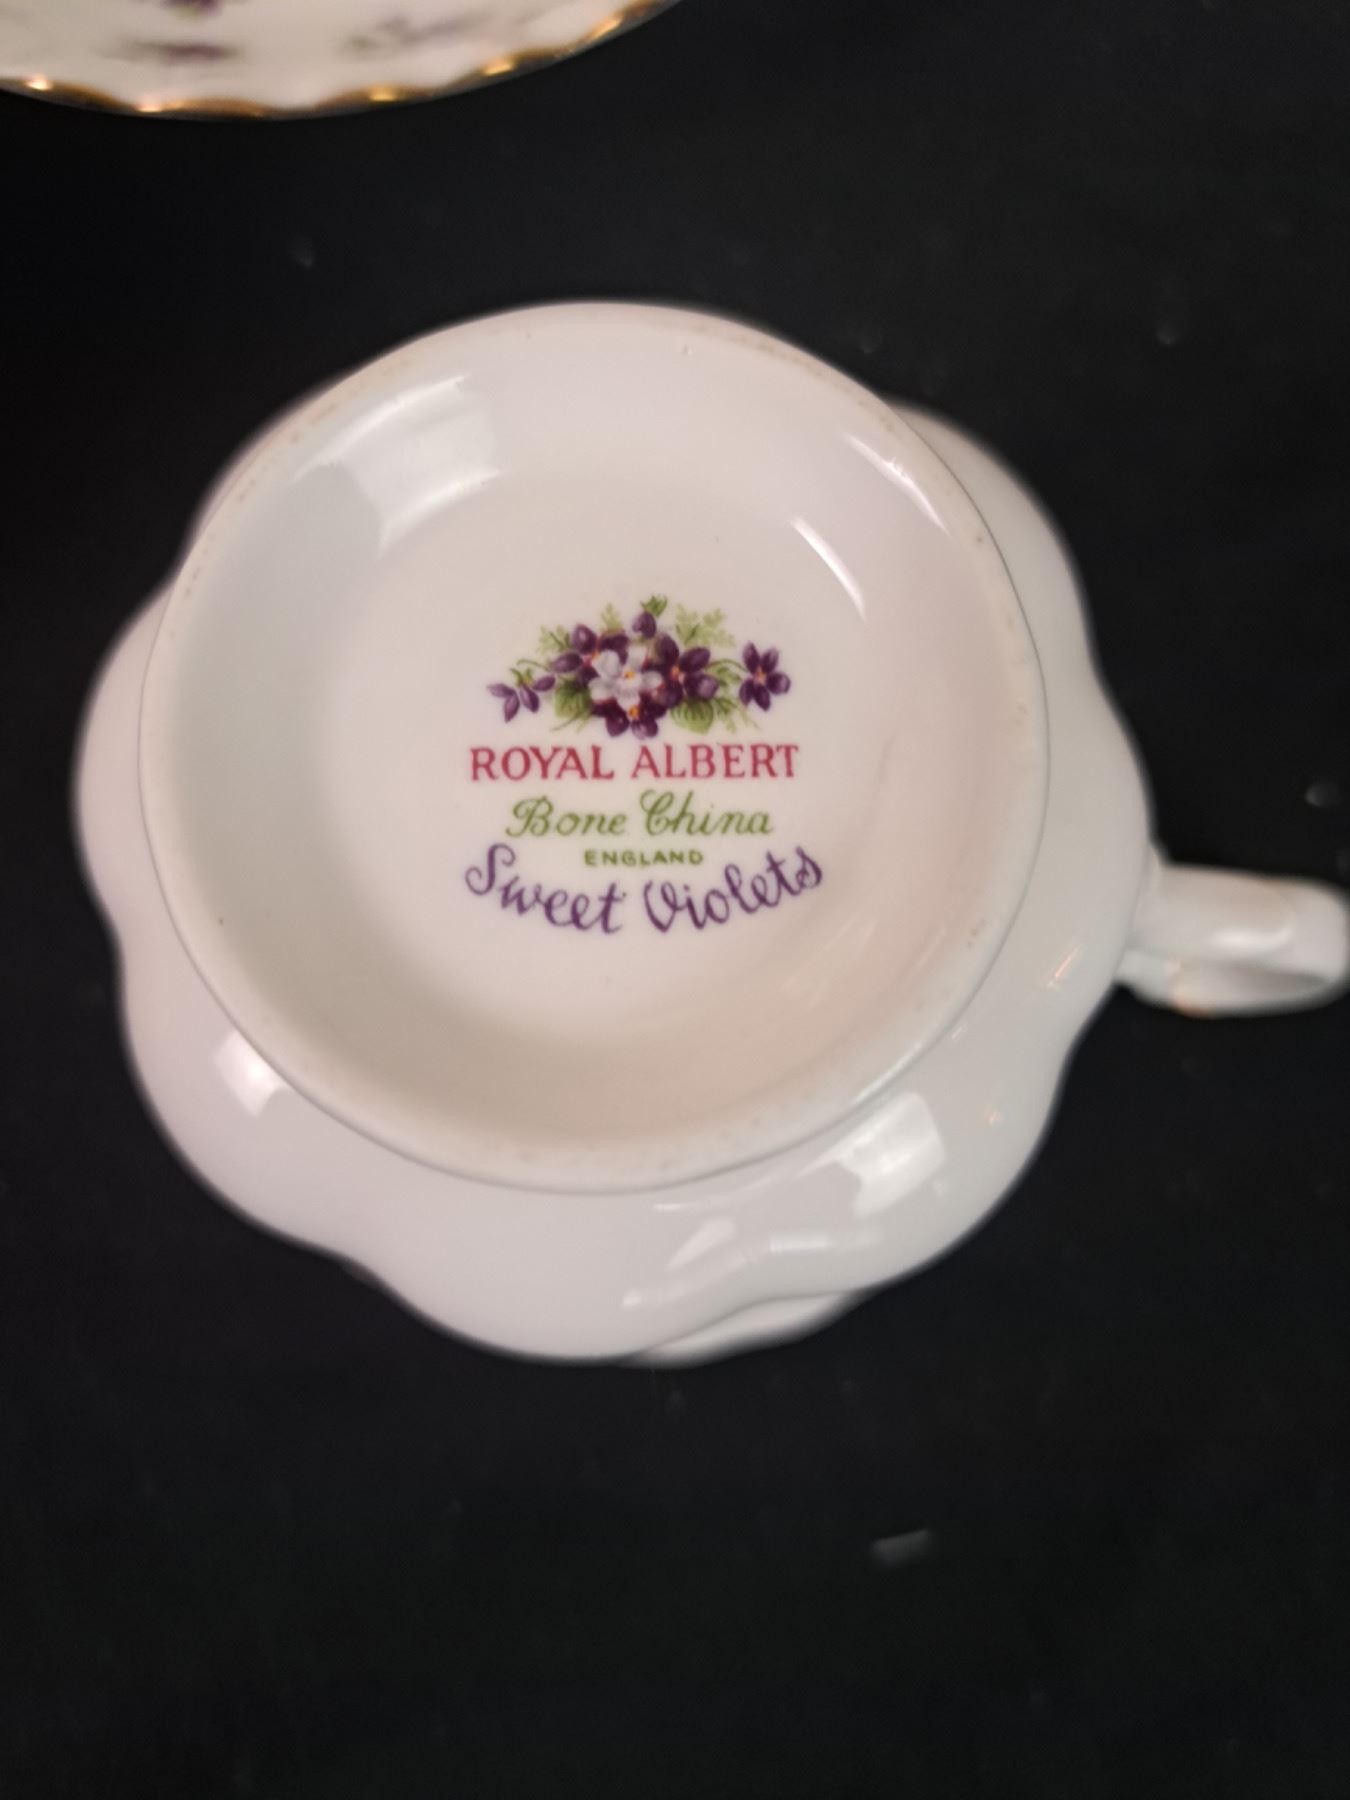 ROYAL ALBERT
Bone China
ENGLAND
Sweet Violets